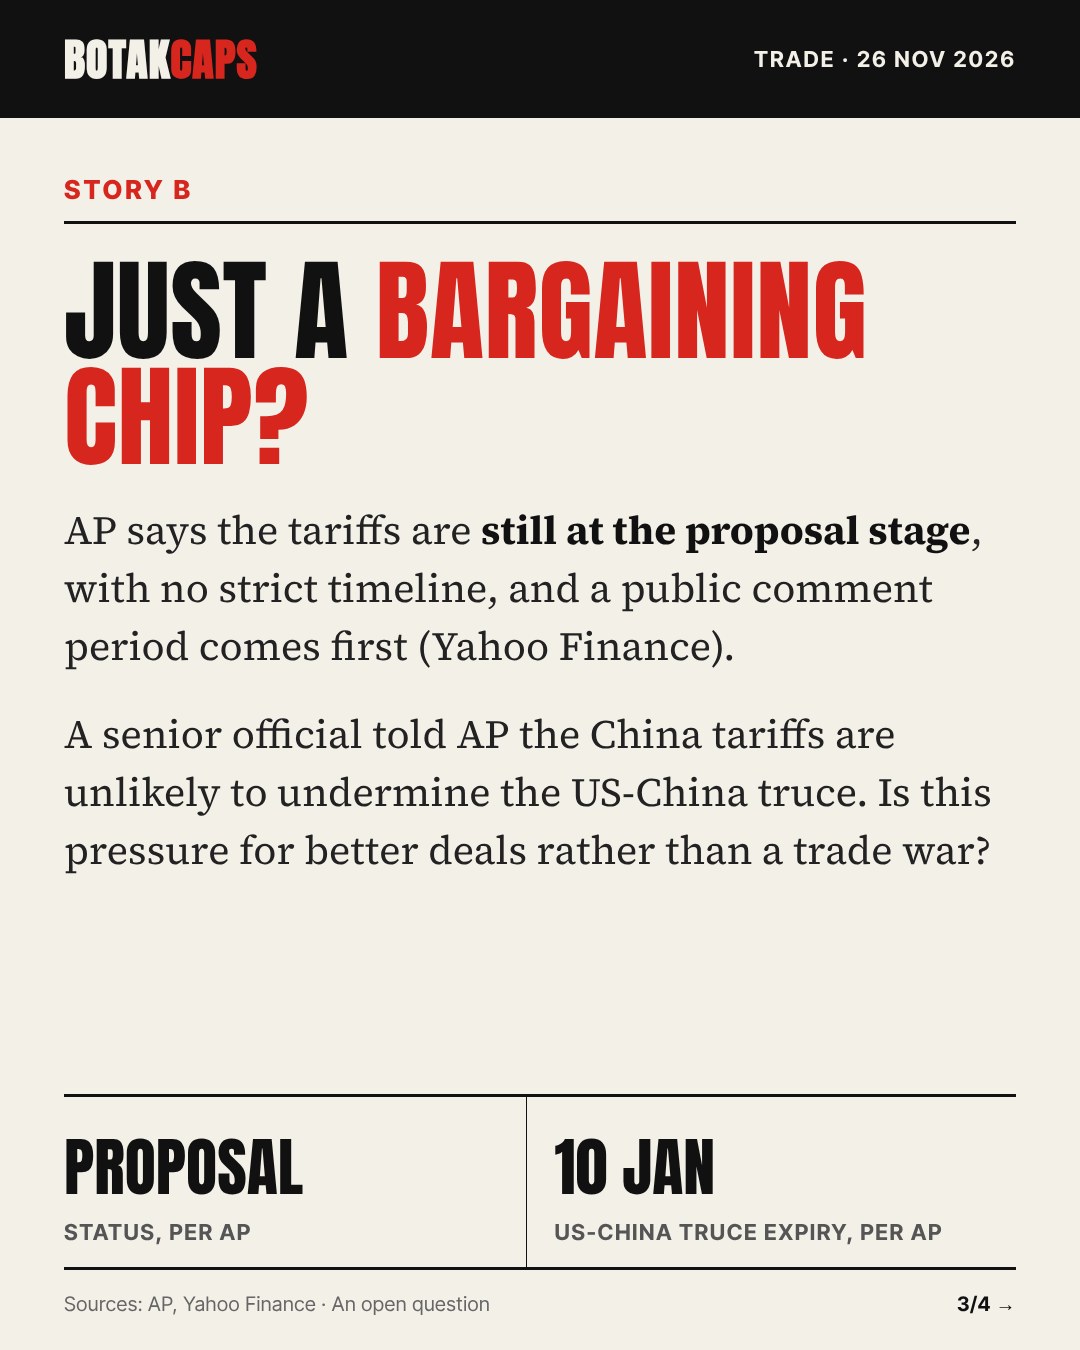 BOTAKCAPS
TRADE · 26 NOV 2026
STORY B
JUST A BARGAINING
CHIP?
AP says the tariffs are still at the proposal stage,
with no strict timeline, and a public comment
period comes first (Yahoo Finance).
A senior official told AP the China tariffs are
unlikely to undermine the US-China truce. Is this
pressure for better deals rather than a trade war?
PROPOSAL
STATUS, PER AP
10 JAN
US-CHINA TRUCE EXPIRY, PER AP
Sources: AP, Yahoo Finance · An open question
3/4 →